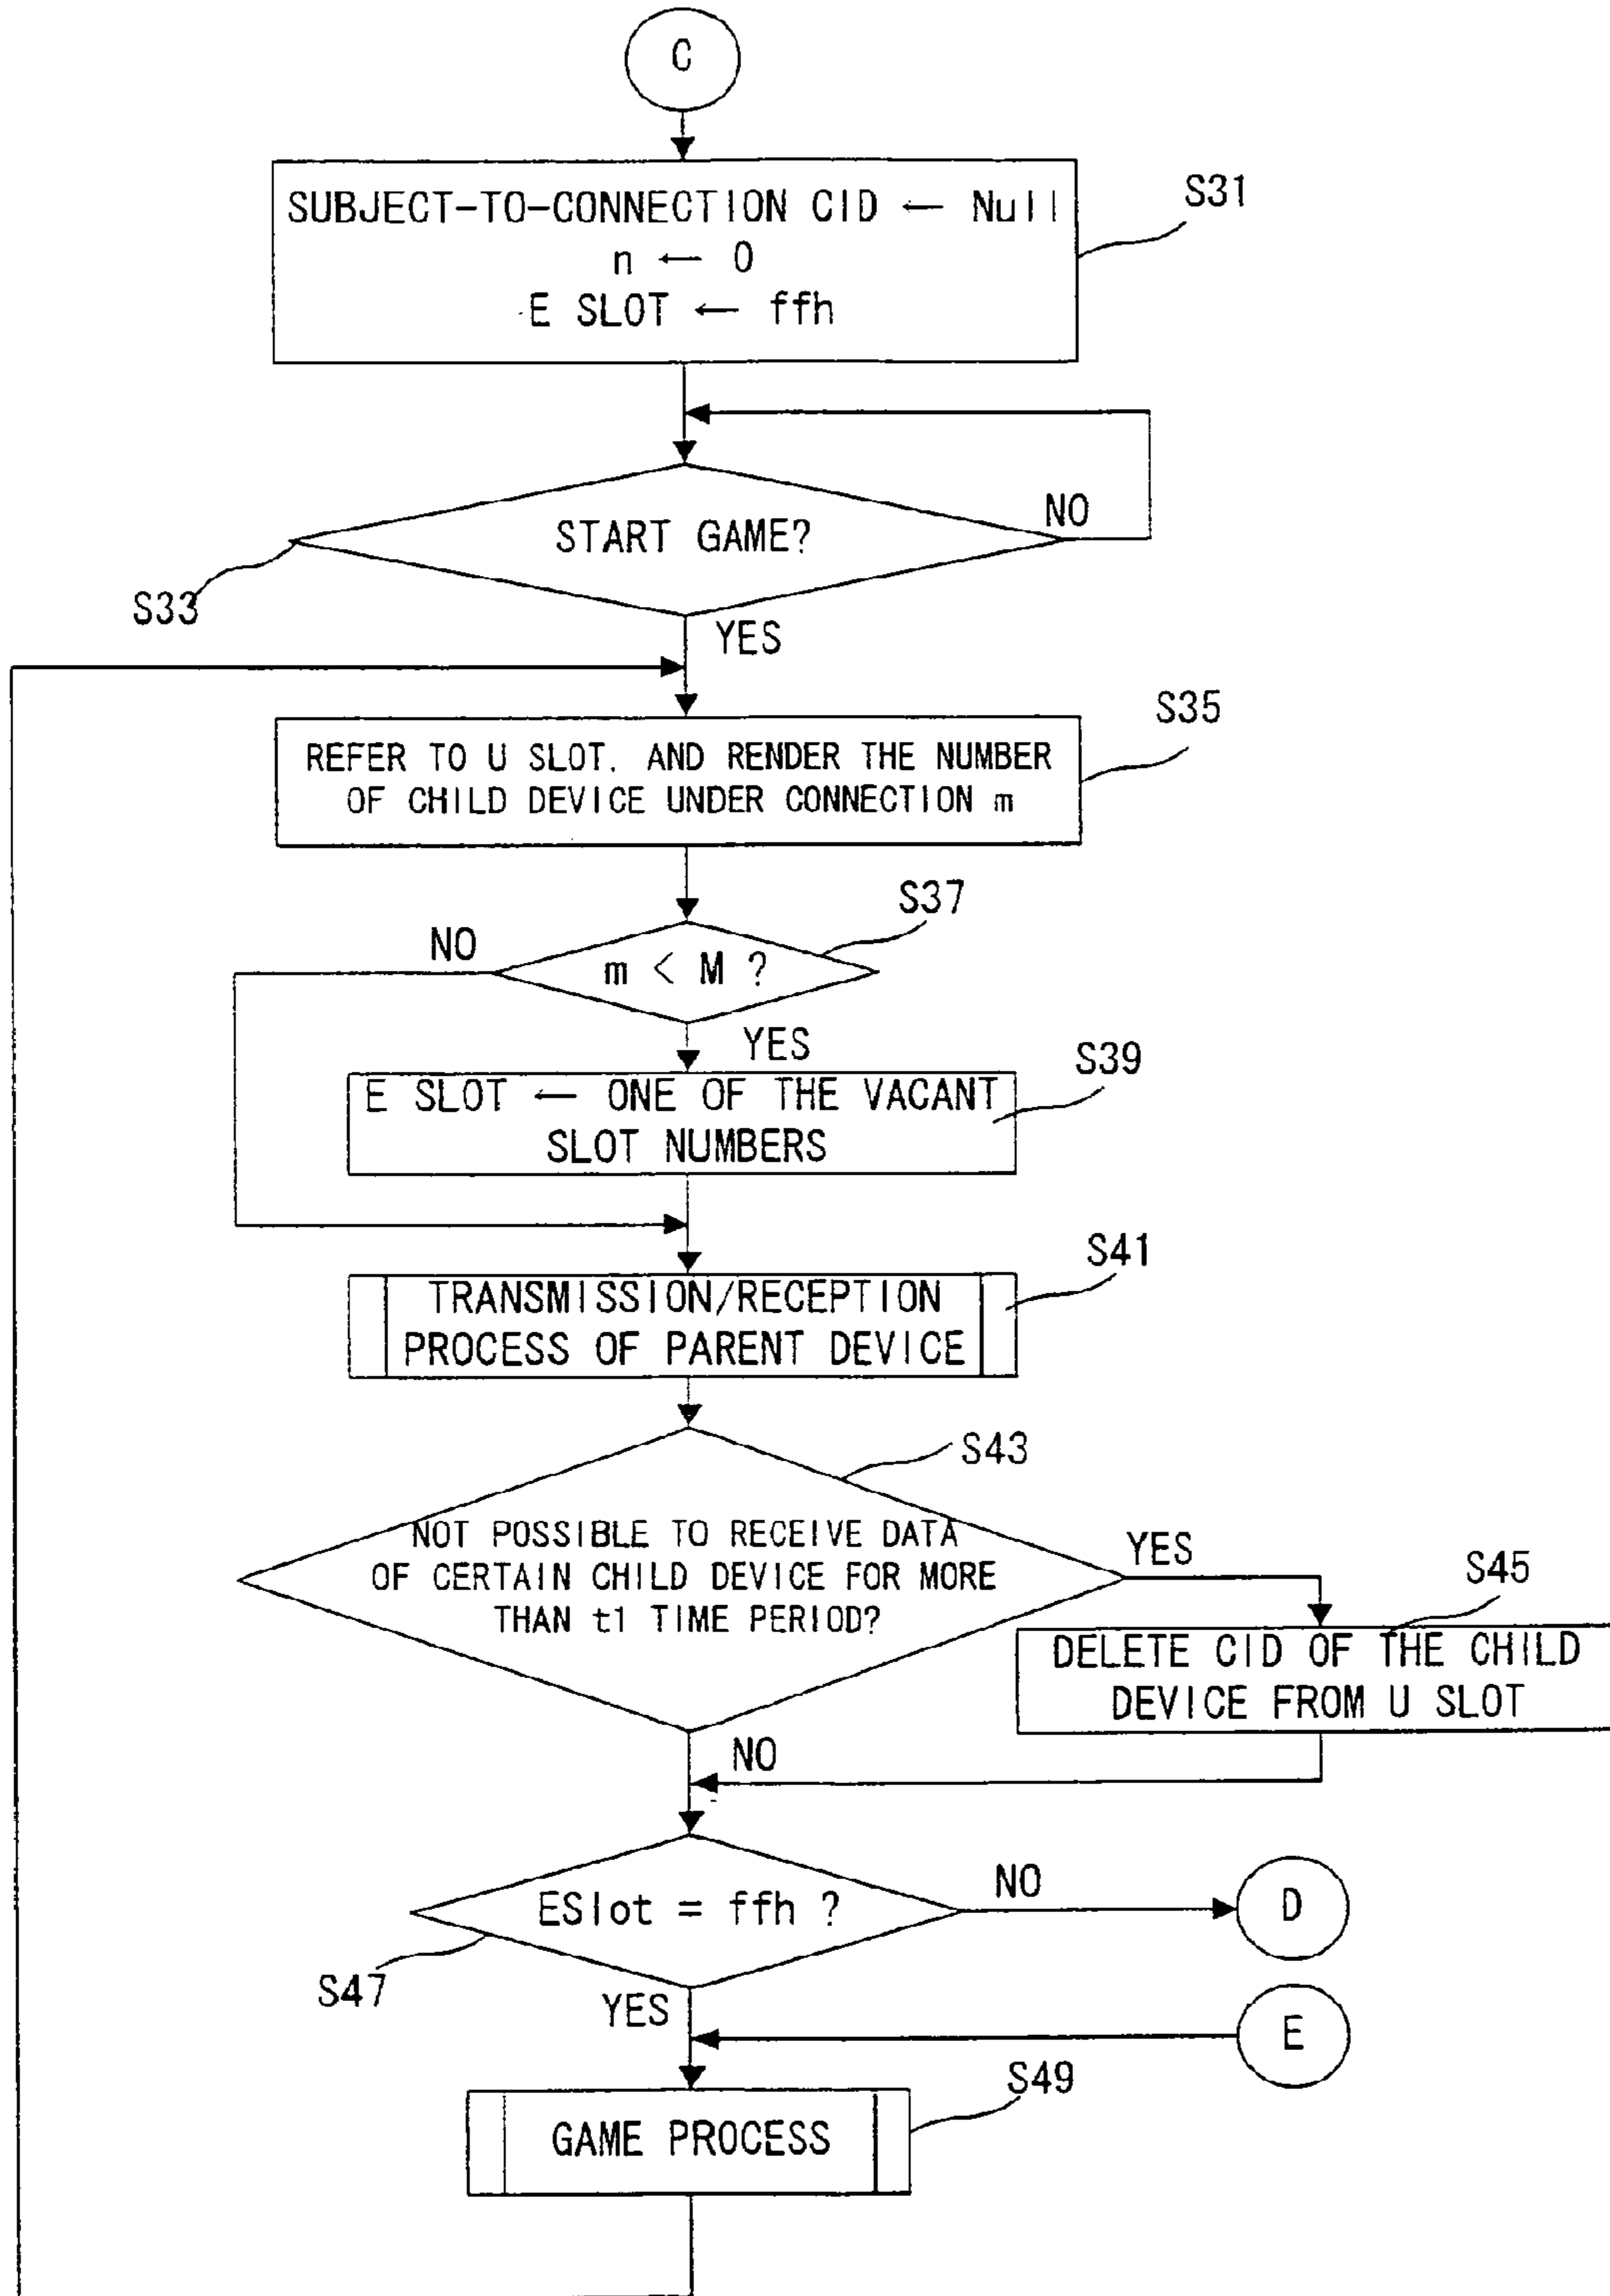 C
SUBJECT-TO-CONNECTION CID ← Null
n ← 0
E SLOT ← ffh
S31
START GAME?
NO
S33
YES
S35
REFER TO U SLOT. AND RENDER THE NUMBER
OF CHILD DEVICE UNDER CONNECTION m
S37
NO
m < M ?
YES
S39
E SLOT ← ONE OF THE VACANT
SLOT NUMBERS
S41
TRANSMISSION/RECEPTION
PROCESS OF PARENT DEVICE
S43
NOT POSSIBLE TO RECEIVE DATA
OF CERTAIN CHILD DEVICE FOR MORE
THAN t1 TIME PERIOD?
YES
S45
DELETE CID OF THE CHILD
DEVICE FROM U SLOT
NO
ESlot = ffh ?
NO
D
S47
YES
E
S49
GAME PROCESS